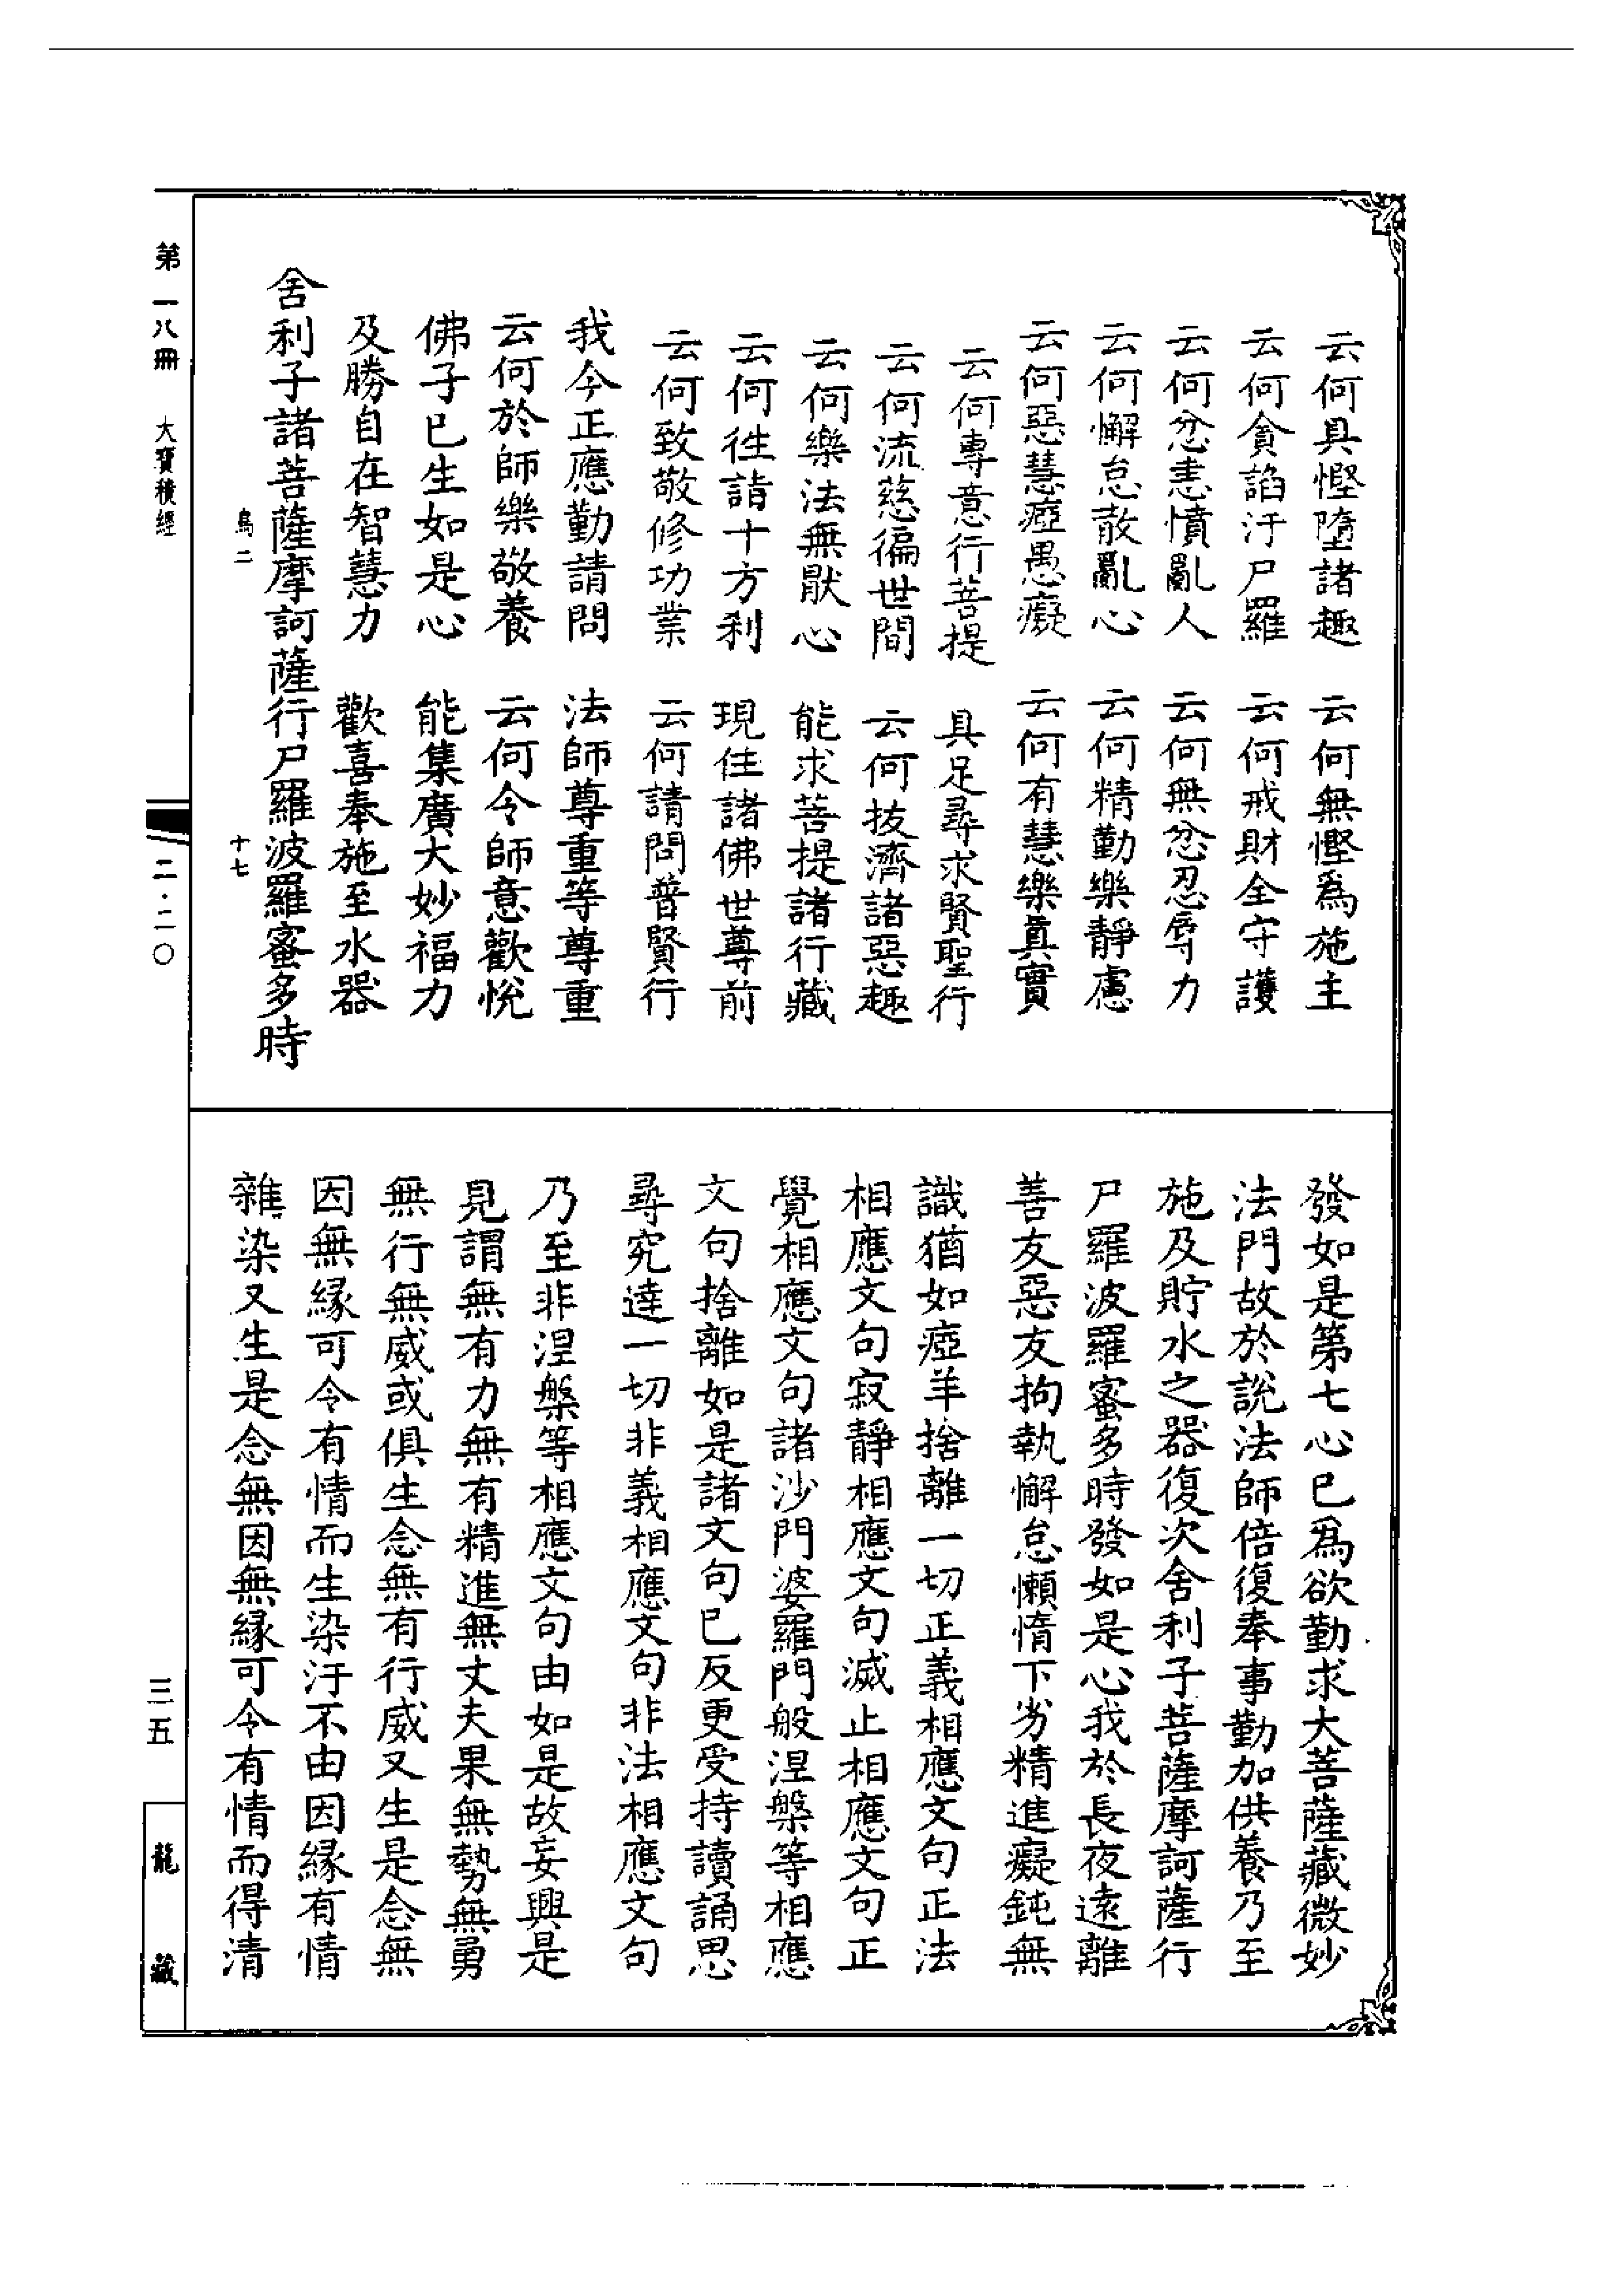 云何具慳墮諸趣　云何無慳爲施主
云何貪諂汙尸羅　云何戒財全守護
云何忿恚憒亂人　云何無忿忍辱力
云何懈怠散亂心　云何精勤樂靜慮
云何惡慧瘂愚癡　云何有慧樂眞實
云何專意行菩提　具足尋求賢聖行
云何流慈徧世間　云何拔濟諸惡趣
云何樂法無猒心　能求菩提諸行藏
云何往詣十方剎　現住諸佛世尊前
云何致敬修功業　云何請問普賢行
我今正應勤請問　法師尊重等尊重
云何於師樂敬養　云何令師意歡悅
佛子已生如是心　能集廣大妙福力
及勝自在智慧力　歡喜奉施至水器
舍利子諸菩薩摩訶薩行尸羅波羅蜜多時
烏二　十七
發如是第七心已爲欲勤求大菩薩藏微妙
法門故於說法師倍復奉事勤加供養乃至
施及貯水之器復次舍利子菩薩摩訶薩行
尸羅波羅蜜多時發如是心我於長夜遠離
善友惡友拘執懈怠懶惰下劣精進癡鈍無
識猶如瘂羊捨離一切正義相應文句正法
相應文句寂靜相應文句滅止相應文句正
覺相應文句諸沙門婆羅門般涅槃等相應
文句捨離如是諸文句已反更受持讀誦思
尋究達一切非義相應文句非法相應文句
乃至非涅槃等相應文句由如是故妄興是
見謂無有力無有精進無丈夫果無勢無勇
無行無威或俱生念無有行威又生是念無
因無緣可令有情而生染汙不由因緣有情
雜染又生是念無因無緣可令有情而得清
第一八冊　大寶積經
二・二〇
三五
龍藏